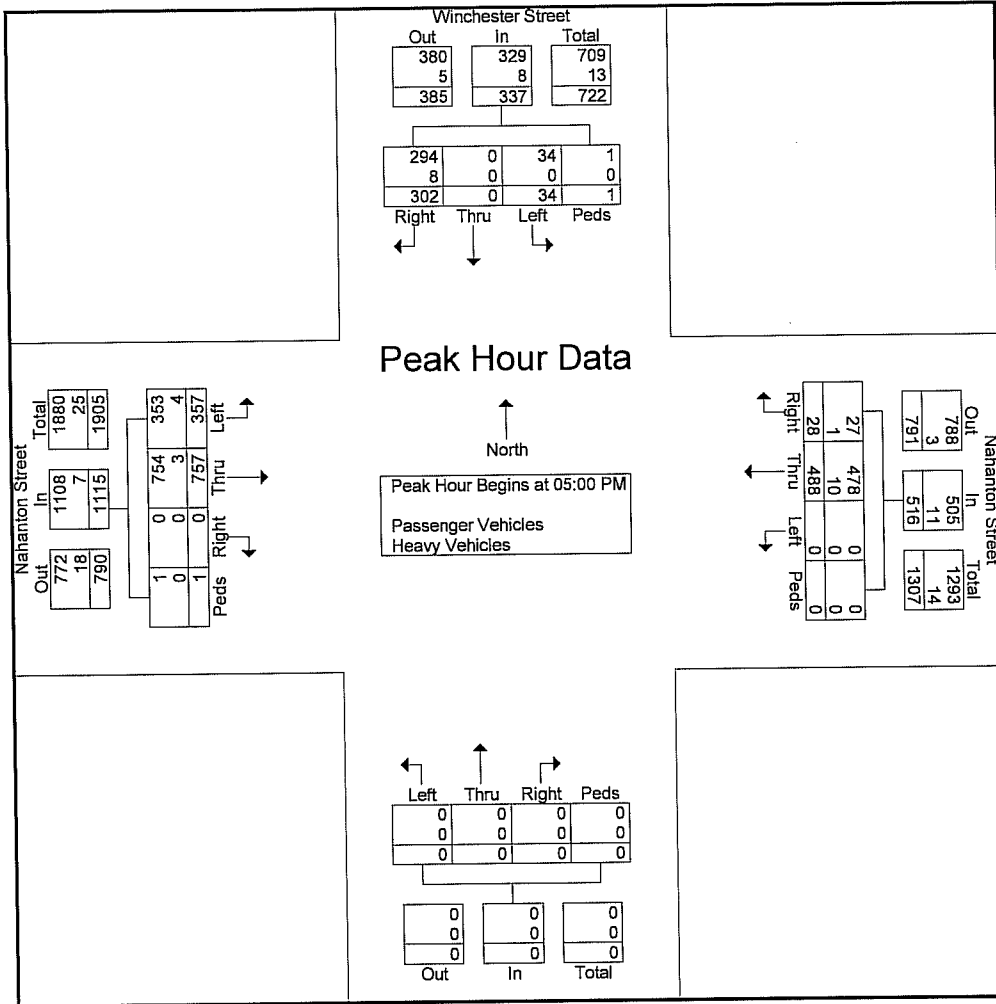 Winchester Street
Out In Total
380 329 709
5 8 13
385 337 722
294 0 34 1
8 0 0 0
302 0 34 1
Right Thru Left Peds
Peak Hour Data
North
Peak Hour Begins at 05:00 PM
Passenger Vehicles
Heavy Vehicles
Nahanton Street
Total In Out
1880 1108 772
25 7 18
1905 1115 790
353 754 0 1
4 3 0 0
357 757 0 1
Left Thru Right Peds
Nahanton Street
Out In Total
788 505 1293
3 11 14
791 516 1307
27 478 0 0
1 10 0 0
28 488 0 0
Right Thru Left Peds
Left Thru Right Peds
0 0 0 0
0 0 0 0
0 0 0 0
0 0 0
0 0 0
0 0 0
Out In Total